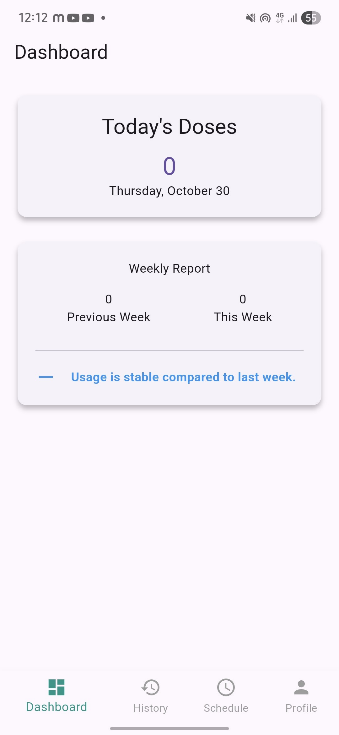 12:12
Dashboard
Today's Doses
0
Thursday, October 30
Weekly Report
0 0
Previous Week This Week
Usage is stable compared to last week.
Dashboard History Schedule Profile